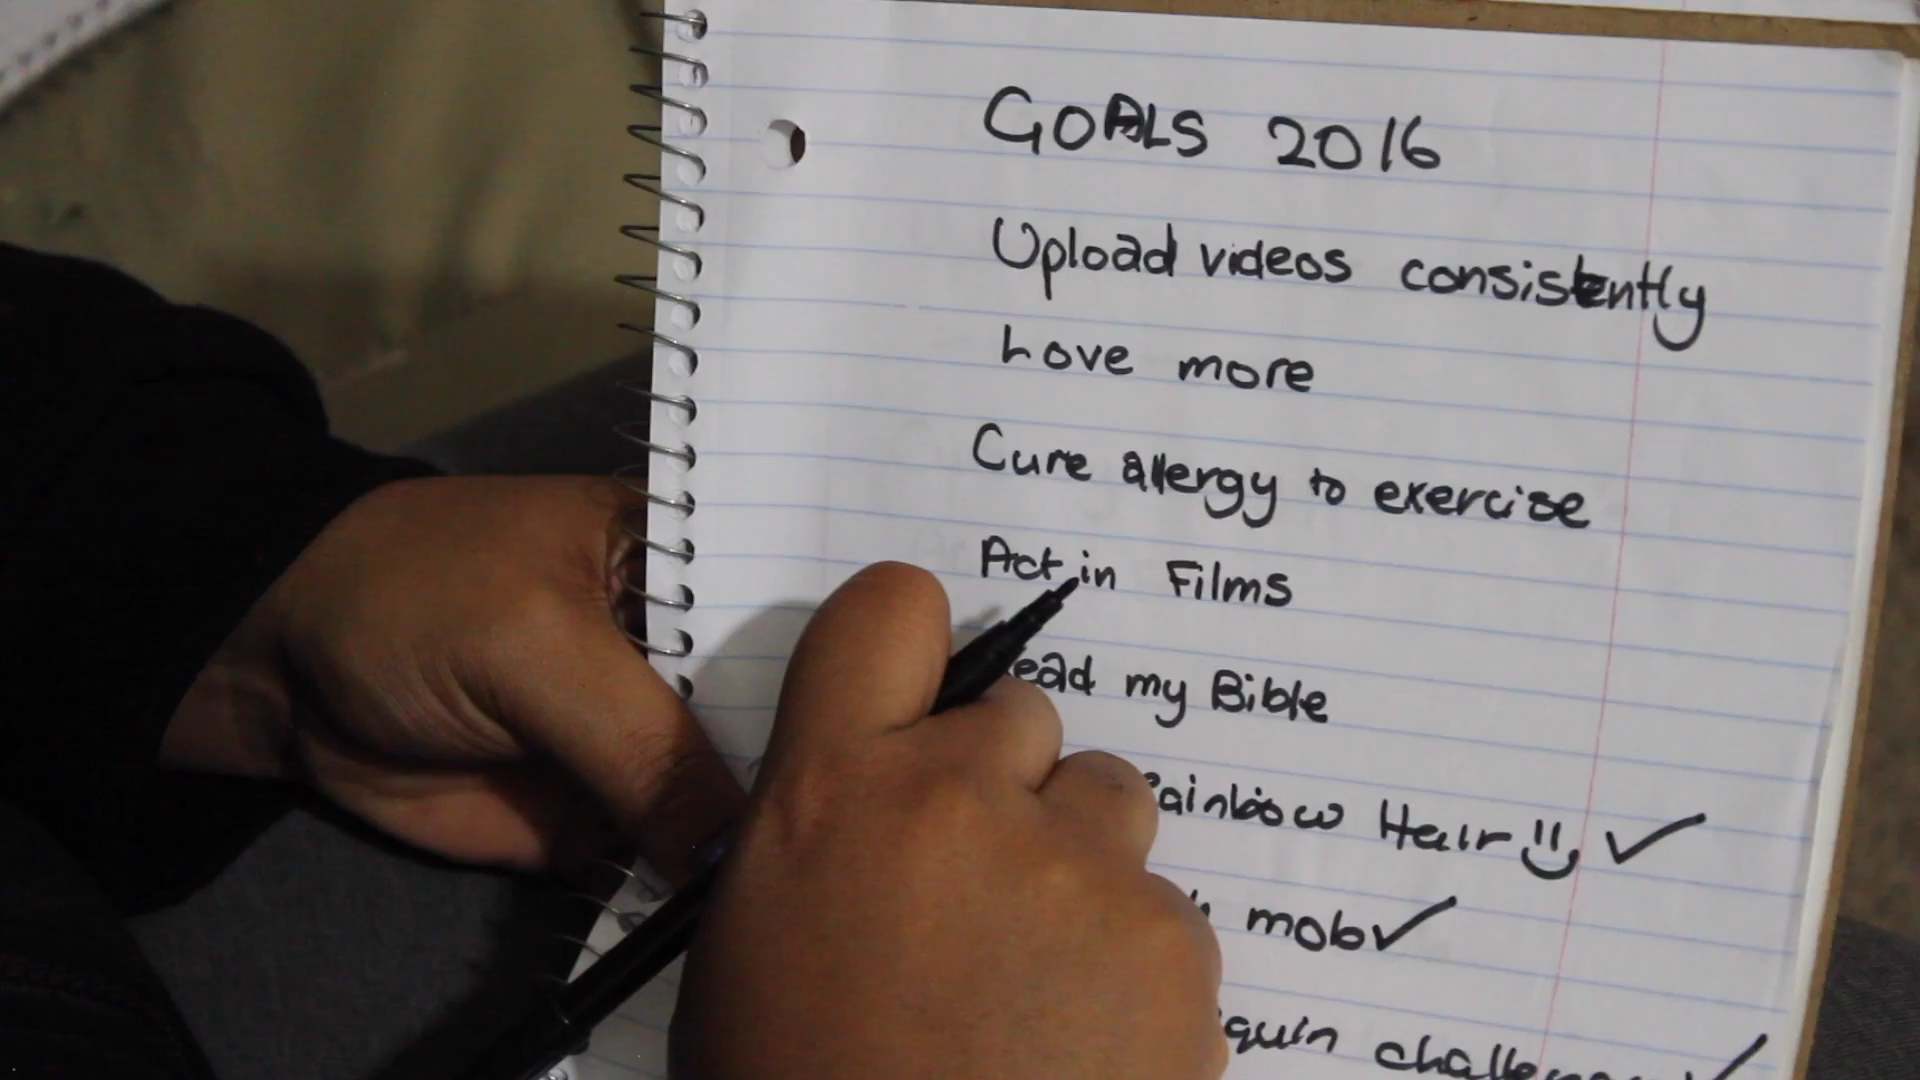 GOALS 2016
Upload videos consistently
Love more
Cure allergy to exercise
Act in Films
my Bible
Hair
mob